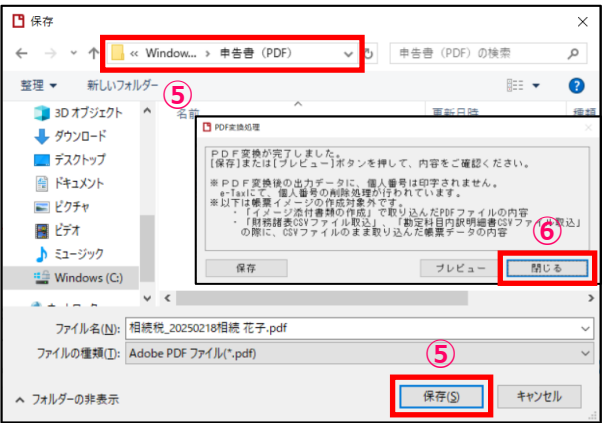 保存
« Window... › 申告書（PDF）
申告書（PDF）の検索
整理 ▼ 新しいフォルダー
⑤
3D オブジェクト
ダウンロード
デスクトップ
ドキュメント
ピクチャ
ビデオ
ミュージック
Windows (C:)
名前
更新日時
種類
PDF変換処理
ＰＤＦ変換が完了しました。
[保存]または[プレビュー]ボタンを押して、内容をご確認ください。
※ＰＤＦ変換後の出力データに、個人番号は印字されません。
e-Taxにて、個人番号の削除処理が行われています。
※以下は帳票イメージの作成対象外です。
・「イメージ添付書類の作成」で取り込んだPDFファイルの内容
・「財務諸表CSVファイル取込」、「勘定科目内訳明細書CSVファイル取込」
の際に、CSVファイルのまま取り込んだ帳票データの内容
⑥
保存
プレビュー
閉じる
ファイル名(N): 相続税_20250218相続 花子.pdf
ファイルの種類(T): Adobe PDF ファイル(*.pdf)
⑤
フォルダーの非表示
保存(S)
キャンセル